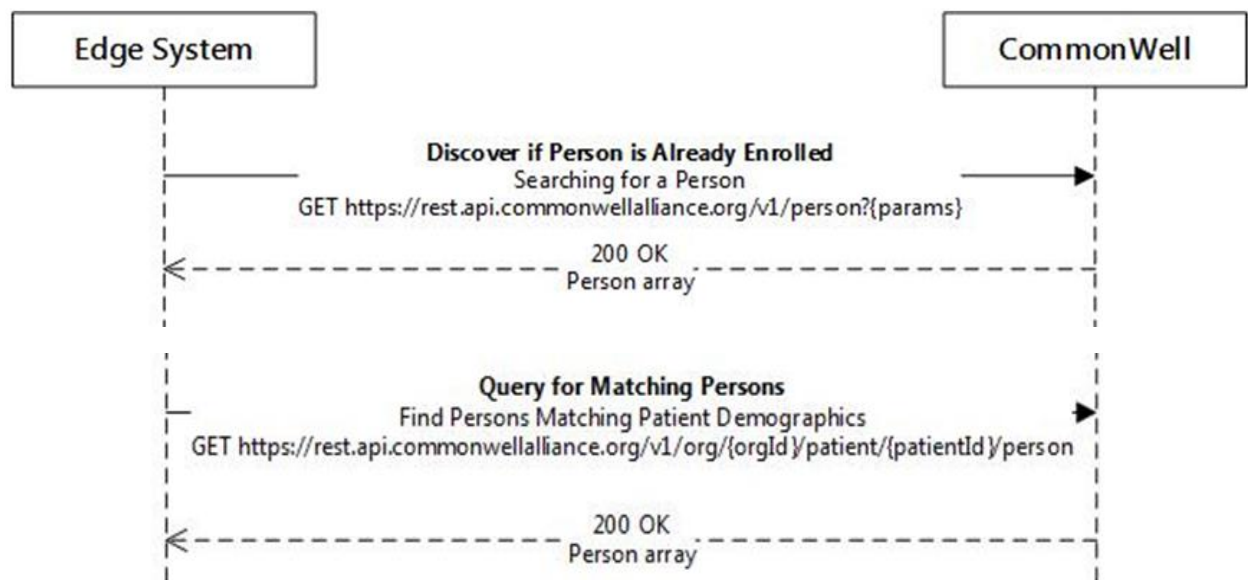 Edge System
CommonWell
Discover if Person is Already Enrolled
Searching for a Person
GET https://rest.api.commonwellalliance.org/v1/person?{params}
200 OK
Person array
Query for Matching Persons
Find Persons Matching Patient Demographics
GET https://rest.api.commonwellalliance.org/v1/org/{orgId}/patient/{patientId}/person
200 OK
Person array